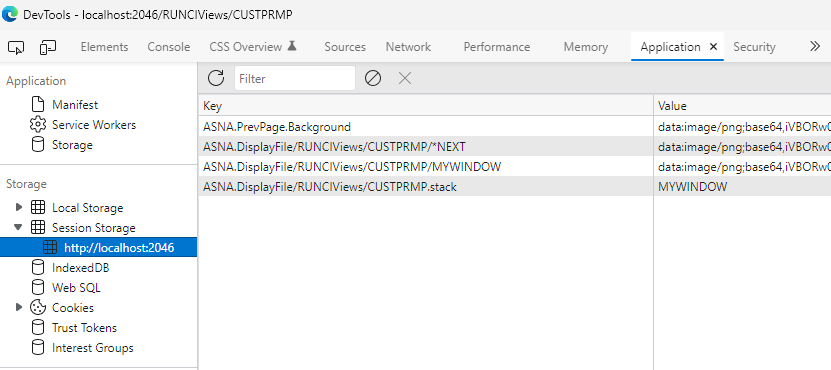 DevTools - localhost:2046/RUNCIViews/CUSTPRMP
Elements Console CSS Overview Sources Network Performance Memory Application Security
Application
Filter
Manifest
Service Workers
Storage
Key Value
ASNA.PrevPage.Background data:image/png;base64,iVBORw0
ASNA.DisplayFile/RUNCIViews/CUSTPRMP/*NEXT data:image/png;base64,iVBORw0
ASNA.DisplayFile/RUNCIViews/CUSTPRMP/MYWINDOW data:image/png;base64,iVBORw0
ASNA.DisplayFile/RUNCIViews/CUSTPRMP.stack MYWINDOW
Storage
Local Storage
Session Storage
http://localhost:2046
IndexedDB
Web SQL
Cookies
Trust Tokens
Interest Groups